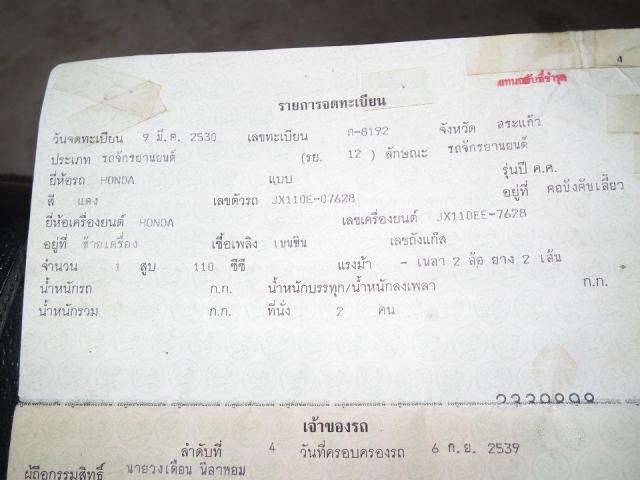 4
แทนฉบับที่ชำรุด
รายการจดทะเบียน
วันจดทะเบียน 9 มี.ค. 2530 เลขทะเบียน ก-8192 จังหวัด สระแก้ว
ประเภท รถจักรยานยนต์ (รย. 12 ) ลักษณะ รถจักรยานยนต์
ยี่ห้อรถ HONDA แบบ รุ่นปี ค.ศ.
สี แดง เลขตัวรถ JX110E-07628 อยู่ที่ คอบังคับเลี้ยว
ยี่ห้อเครื่องยนต์ HONDA เลขเครื่องยนต์ JX110EE-7628
อยู่ที่ ซ้ายเครื่อง เชื้อเพลิง เบนซิน เลขถังแก๊ส
จำนวน 1 สูบ 110 ซีซี แรงม้า - เพลา 2 ล้อ ยาง 2 เส้น
น้ำหนักรถ ก.ก. น้ำหนักบรรทุก/น้ำหนักลงเพลา ก.ก.
น้ำหนักรวม ก.ก. ที่นั่ง 2 คน
เจ้าของรถ
ลำดับที่ 4 วันที่ครอบครองรถ 6 ก.ย. 2539
ผู้ถือกรรมสิทธิ์ นายวงเดือน นิลาหอม